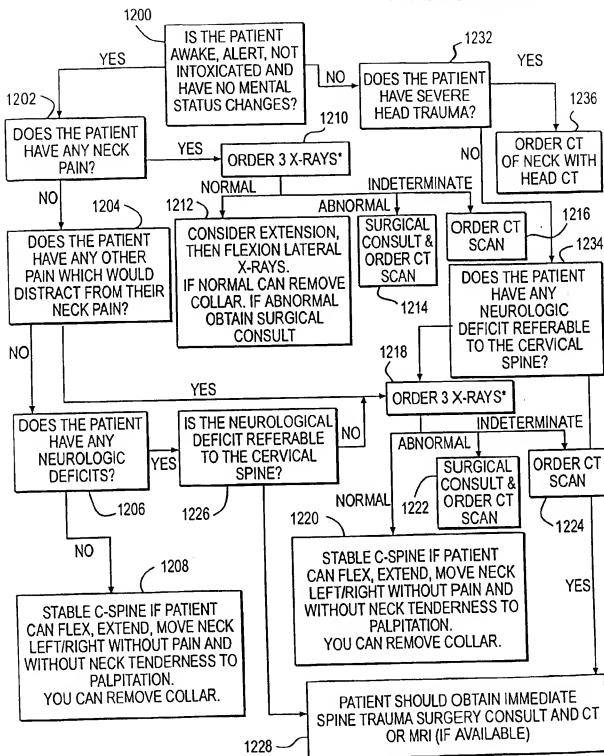 1200
IS THE PATIENT
AWAKE, ALERT, NOT
INTOXICATED AND
HAVE NO MENTAL
STATUS CHANGES?
YES
NO
1232
DOES THE PATIENT
HAVE SEVERE
HEAD TRAUMA?
YES
NO
1236
ORDER CT
OF NECK WITH
HEAD CT
1202
DOES THE PATIENT
HAVE ANY NECK
PAIN?
YES
NO
1210
ORDER 3 X-RAYS*
NORMAL
ABNORMAL
INDETERMINATE
1212
CONSIDER EXTENSION,
THEN FLEXION LATERAL
X-RAYS.
IF NORMAL CAN REMOVE
COLLAR. IF ABNORMAL
OBTAIN SURGICAL
CONSULT
SURGICAL
CONSULT &
ORDER CT
SCAN
1214
ORDER CT
SCAN
1216
1204
DOES THE PATIENT
HAVE ANY OTHER
PAIN WHICH WOULD
DISTRACT FROM THEIR
NECK PAIN?
NO
YES
1234
DOES THE PATIENT
HAVE ANY
NEUROLOGIC
DEFICIT REFERABLE
TO THE CERVICAL
SPINE?
1218
ORDER 3 X-RAYS*
NORMAL
ABNORMAL
INDETERMINATE
DOES THE PATIENT
HAVE ANY
NEUROLOGIC
DEFICITS?
1206
YES
NO
IS THE NEUROLOGICAL
DEFICIT REFERABLE
TO THE CERVICAL
SPINE?
1226
NO
1222
SURGICAL
CONSULT &
ORDER CT
SCAN
ORDER CT
SCAN
1224
YES
1220
STABLE C-SPINE IF PATIENT
CAN FLEX, EXTEND, MOVE NECK
LEFT/RIGHT WITHOUT PAIN AND
WITHOUT NECK TENDERNESS TO
PALPITATION.
YOU CAN REMOVE COLLAR.
1208
STABLE C-SPINE IF PATIENT
CAN FLEX, EXTEND, MOVE NECK
LEFT/RIGHT WITHOUT PAIN AND
WITHOUT NECK TENDERNESS TO
PALPITATION.
YOU CAN REMOVE COLLAR.
PATIENT SHOULD OBTAIN IMMEDIATE
SPINE TRAUMA SURGERY CONSULT AND CT
OR MRI (IF AVAILABLE)
1228